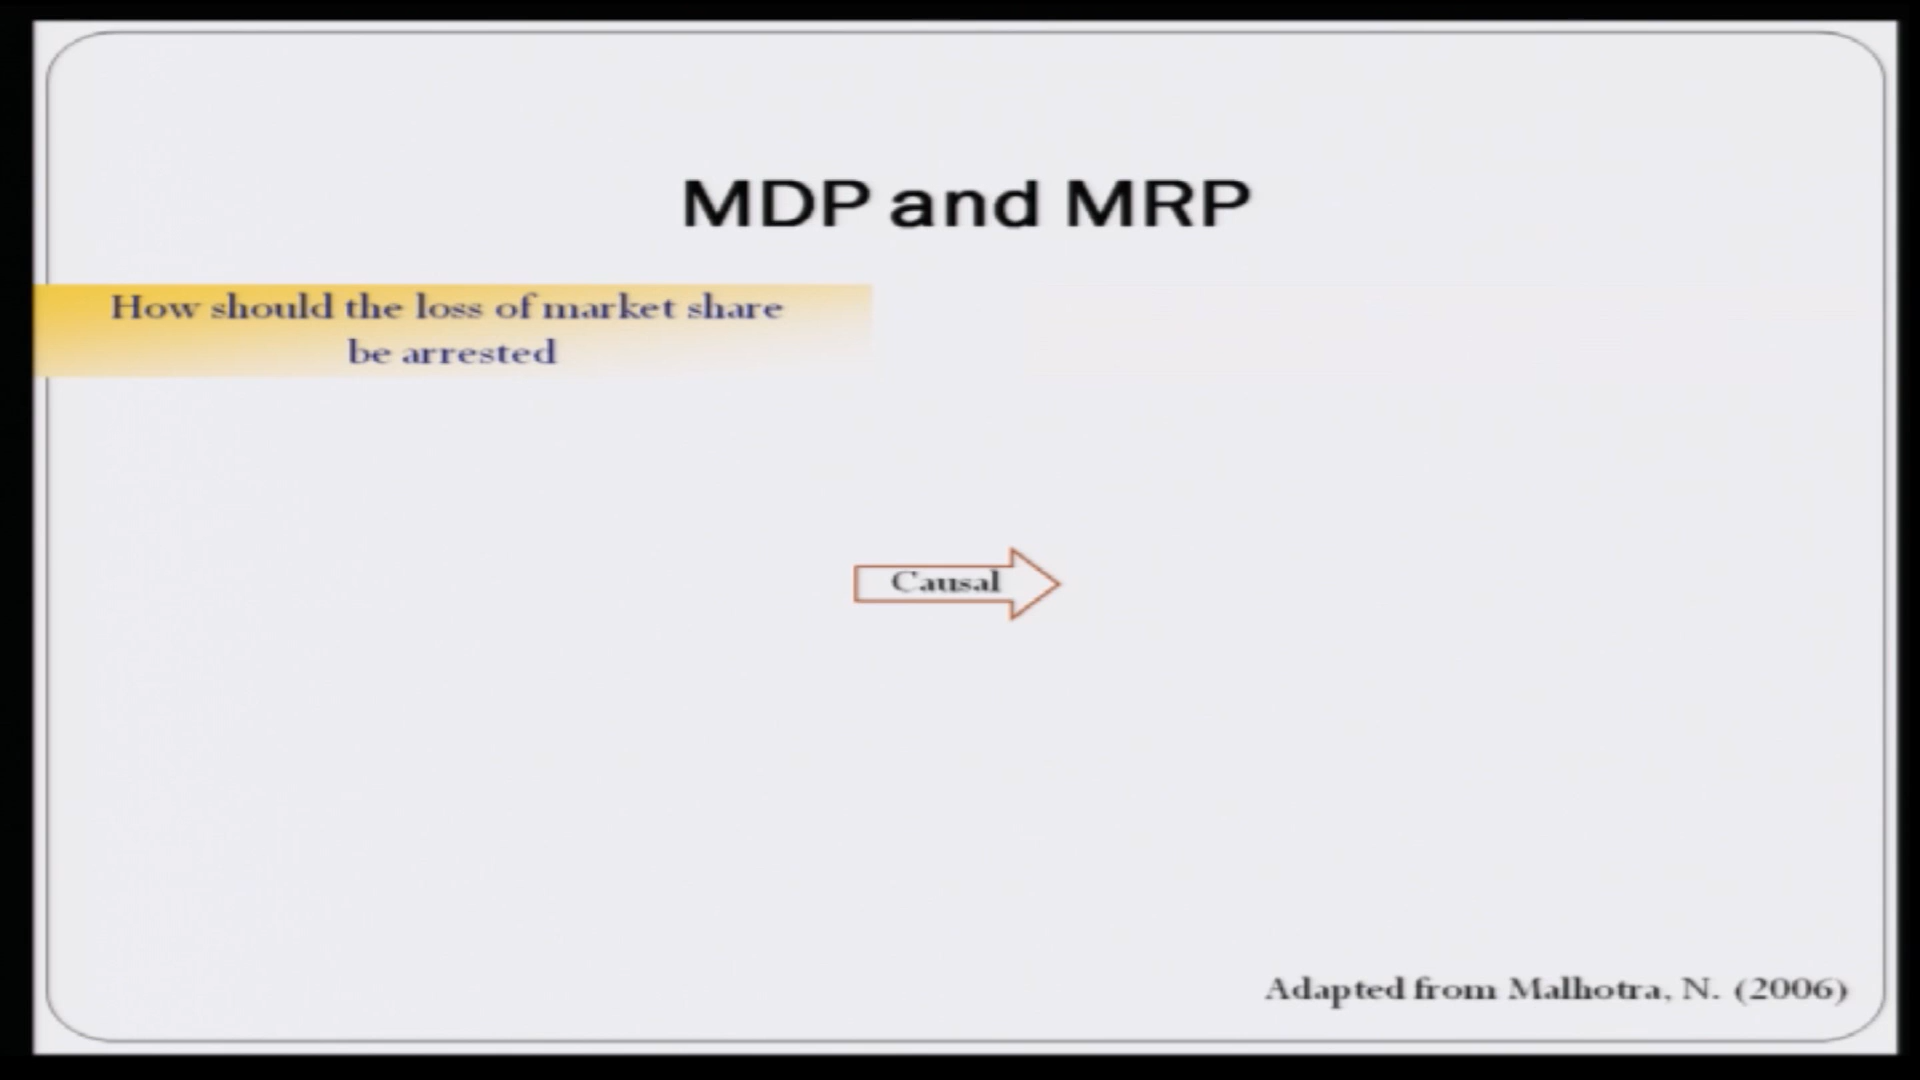 MDP and MRP
How should the loss of market share
be arrested
Causal
Adapted from Malhotra, N. (2006)